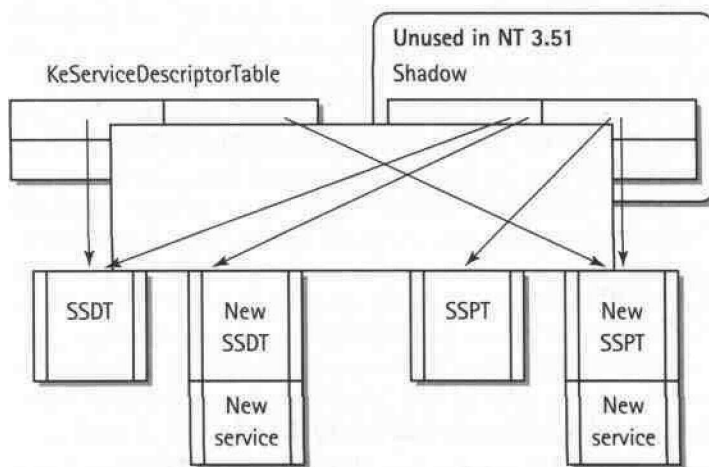 Unused in NT 3.51
KeServiceDescriptorTable
Shadow
SSDT
New
SSDT
SSPT
New
SSPT
New
service
New
service